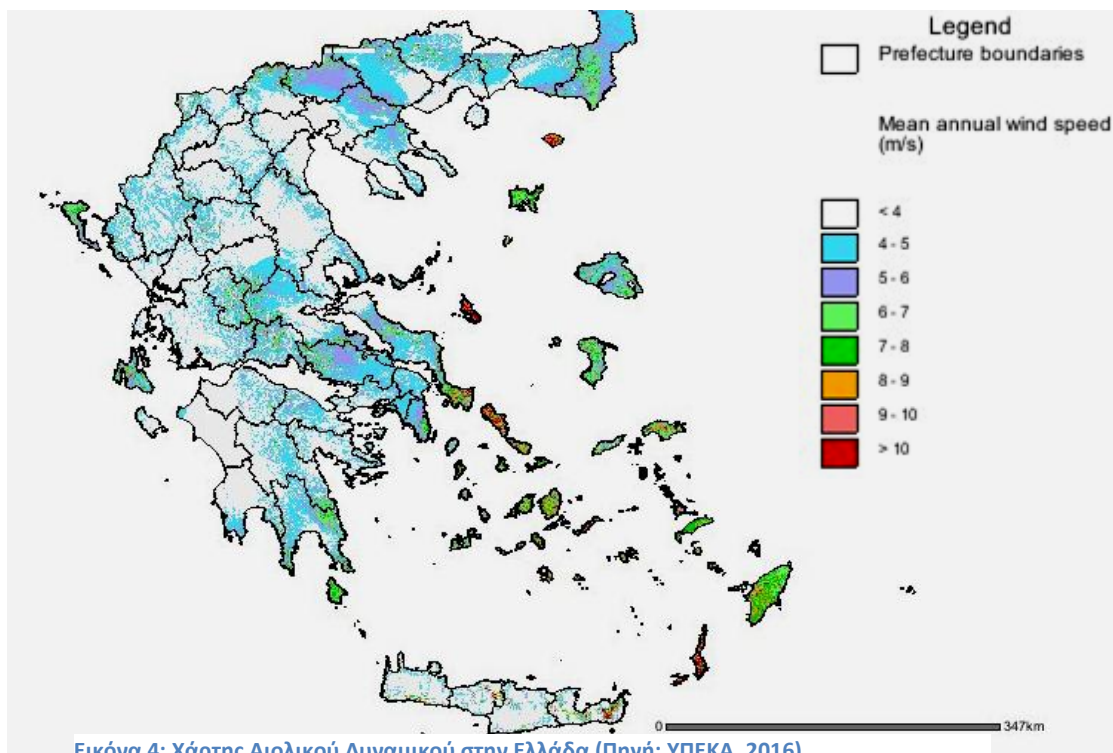 Legend
Prefecture boundaries
Mean annual wind speed
(m/s)
< 4
4 - 5
5 - 6
6 - 7
7 - 8
8 - 9
9 - 10
> 10
0 347km
Εικόνα 4: Χάρτης Αιολικού Δυναμικού στην Ελλάδα (Πηγή: ΥΠΕΚΑ, 2016)